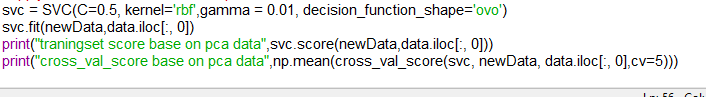 svc = SVC(C=0.5, kernel='rbf',gamma = 0.01, decision_function_shape='ovo')
svc.fit(newData,data.iloc[:, 0])
print("traningset score base on pca data",svc.score(newData,data.iloc[:, 0]))
print("cross_val_score base on pca data",np.mean(cross_val_score(svc, newData, data.iloc[:, 0],cv=5)))